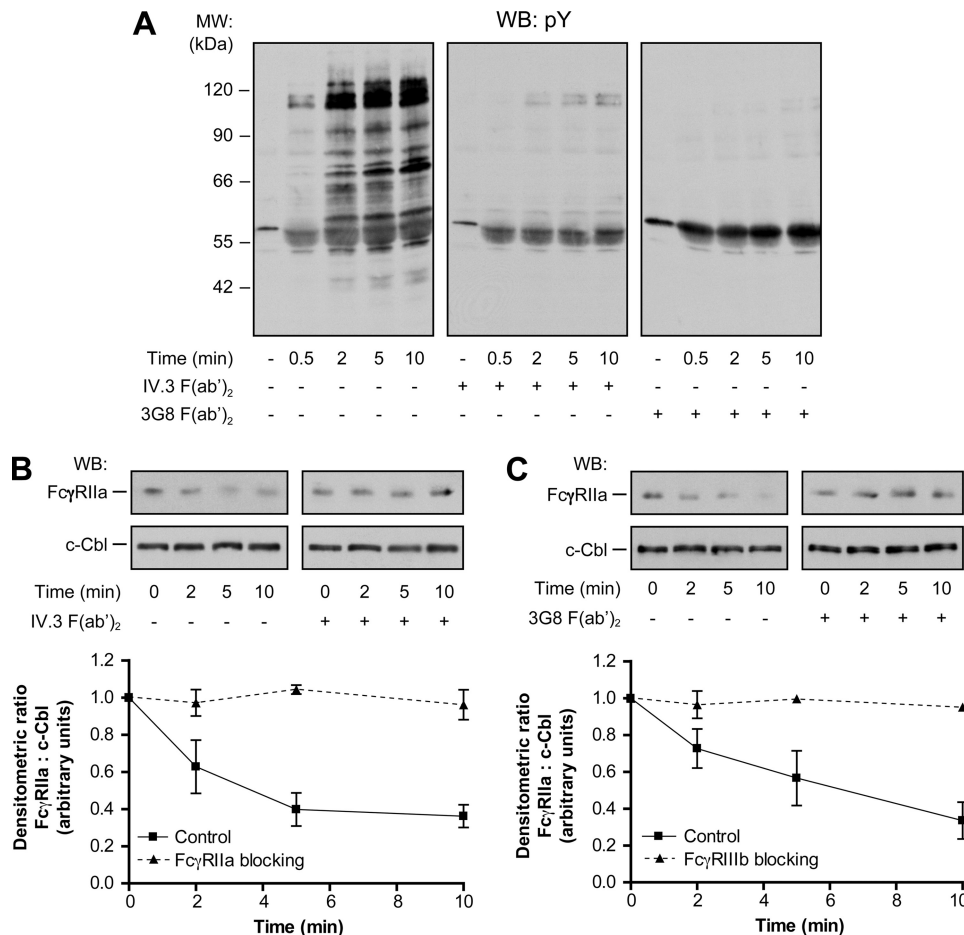 A
WB: pY
MW:
(kDa)
120
90
66
55
42
Time (min) - 0.5 2 5 10 - 0.5 2 5 10 - 0.5 2 5 10
IV.3 F(ab’)2 - - - - - + + + + + - - - - -
3G8 F(ab’)2 - - - - - - - - - - + + + + +
B
WB:
FcγRIIa
c-Cbl
Time (min) 0 2 5 10 0 2 5 10
IV.3 F(ab’)2 - - - - + + + +
Densitometric ratio
FcγRIIa : c-Cbl
(arbitrary units)
1.2
1.0
0.8
0.6
0.4
0.2
0.0
Control
FcγRIIa blocking
0 2 4 6 8 10
Time (min)
C
WB:
FcγRIIa
c-Cbl
Time (min) 0 2 5 10 0 2 5 10
3G8 F(ab’)2 - - - - + + + +
Densitometric ratio
FcγRIIa : c-Cbl
(arbitrary units)
1.2
1.0
0.8
0.6
0.4
0.2
0.0
Control
FcγRIIIb blocking
0 2 4 6 8 10
Time (min)